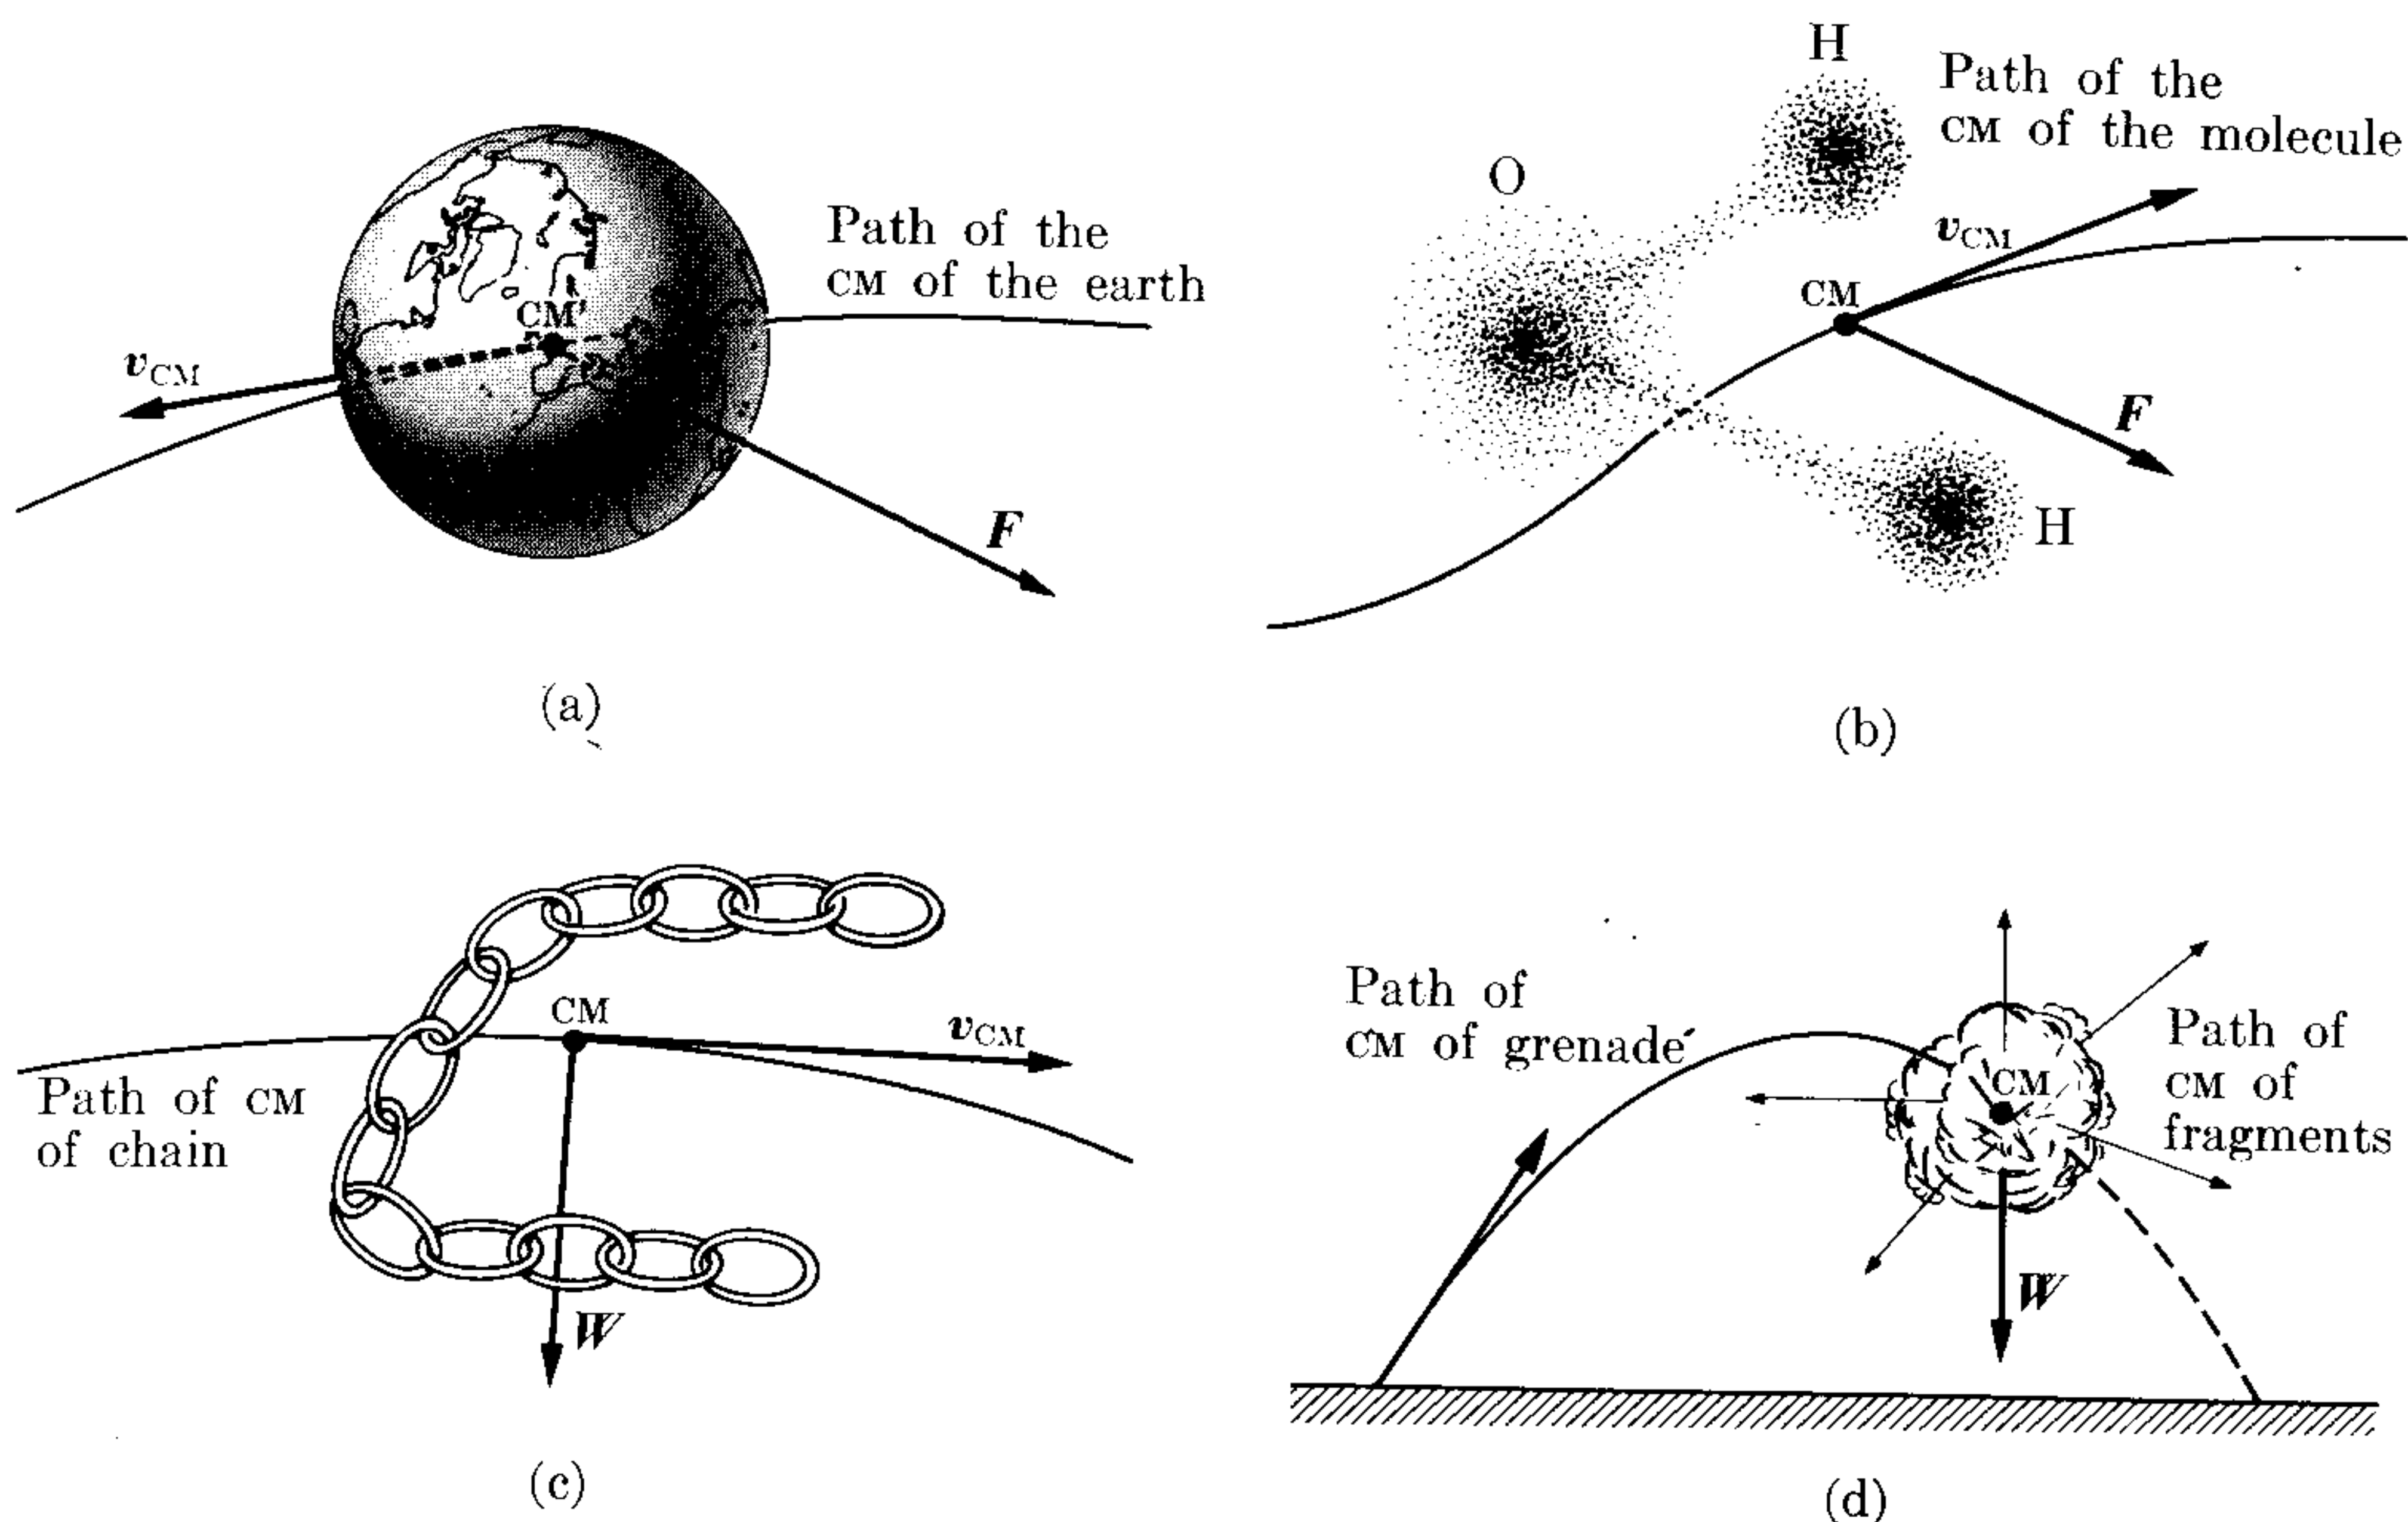 Path of the
CM of the earth
CM
v_CM
F
(a)
H
Path of the
CM of the molecule
O
v_CM
CM
F
H
(b)
CM
v_CM
Path of CM
of chain
W
(c)
Path of
CM of grenade
CM
Path of
CM of
fragments
W
(d)